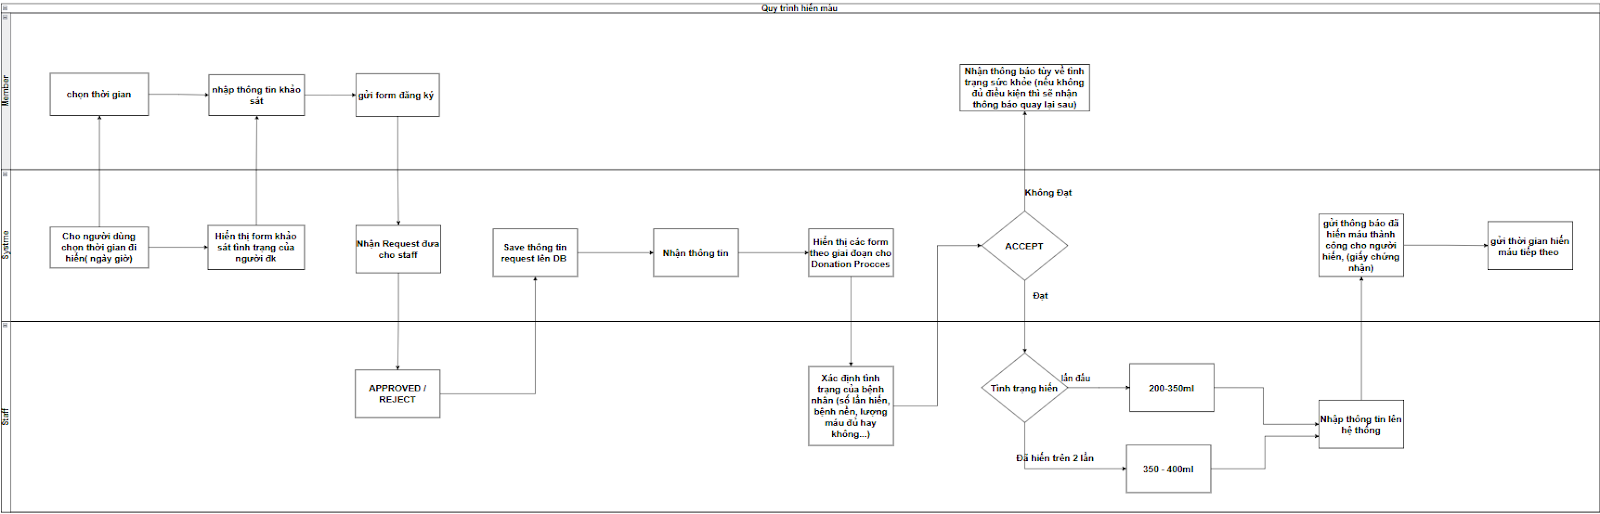 Quy trình hiến máu
Member
chọn thời gian
nhập thông tin khảo
sát
gửi form đăng ký
Nhận thông báo tùy về tình
trạng sức khỏe (nếu không
đủ điều kiện thì sẽ nhận
thông báo quay lại sau)
Systme
Cho người dùng
chọn thời gian đi
hiến( ngày giờ)
Hiển thị form khảo
sát tình trạng của
người đk
Nhận Request đưa
cho staff
Save thông tin
request lên DB
Nhận thông tin
Hiển thị các form
theo giai đoạn cho
Donation Procces
Không Đạt
ACCEPT
Đạt
gửi thông báo đã
hiến máu thành
công cho người
hiến, (giấy chứng
nhận)
gửi thời gian hiến
máu tiếp theo
Staff
APPROVED /
REJECT
Xác định tình
trạng của bệnh
nhân (số lần hiến,
bệnh nền, lượng
máu đủ hay
không...)
Tình trạng hiến
lần đầu
200-350ml
Đã hiến trên 2 lần
350 - 400ml
Nhập thông tin lên
hệ thống